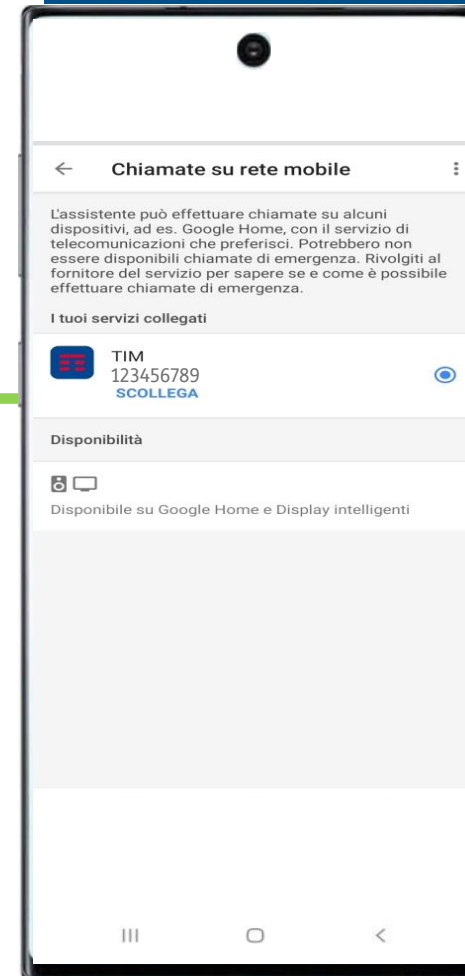 Chiamate su rete mobile
L'assistente può effettuare chiamate su alcuni
dispositivi, ad es. Google Home, con il servizio di
telecomunicazioni che preferisci. Potrebbero non
essere disponibili chiamate di emergenza. Rivolgiti al
fornitore del servizio per sapere se e come è possibile
effettuare chiamate di emergenza.
I tuoi servizi collegati
TIM
123456789
SCOLLEGA
Disponibilità
Disponibile su Google Home e Display intelligenti